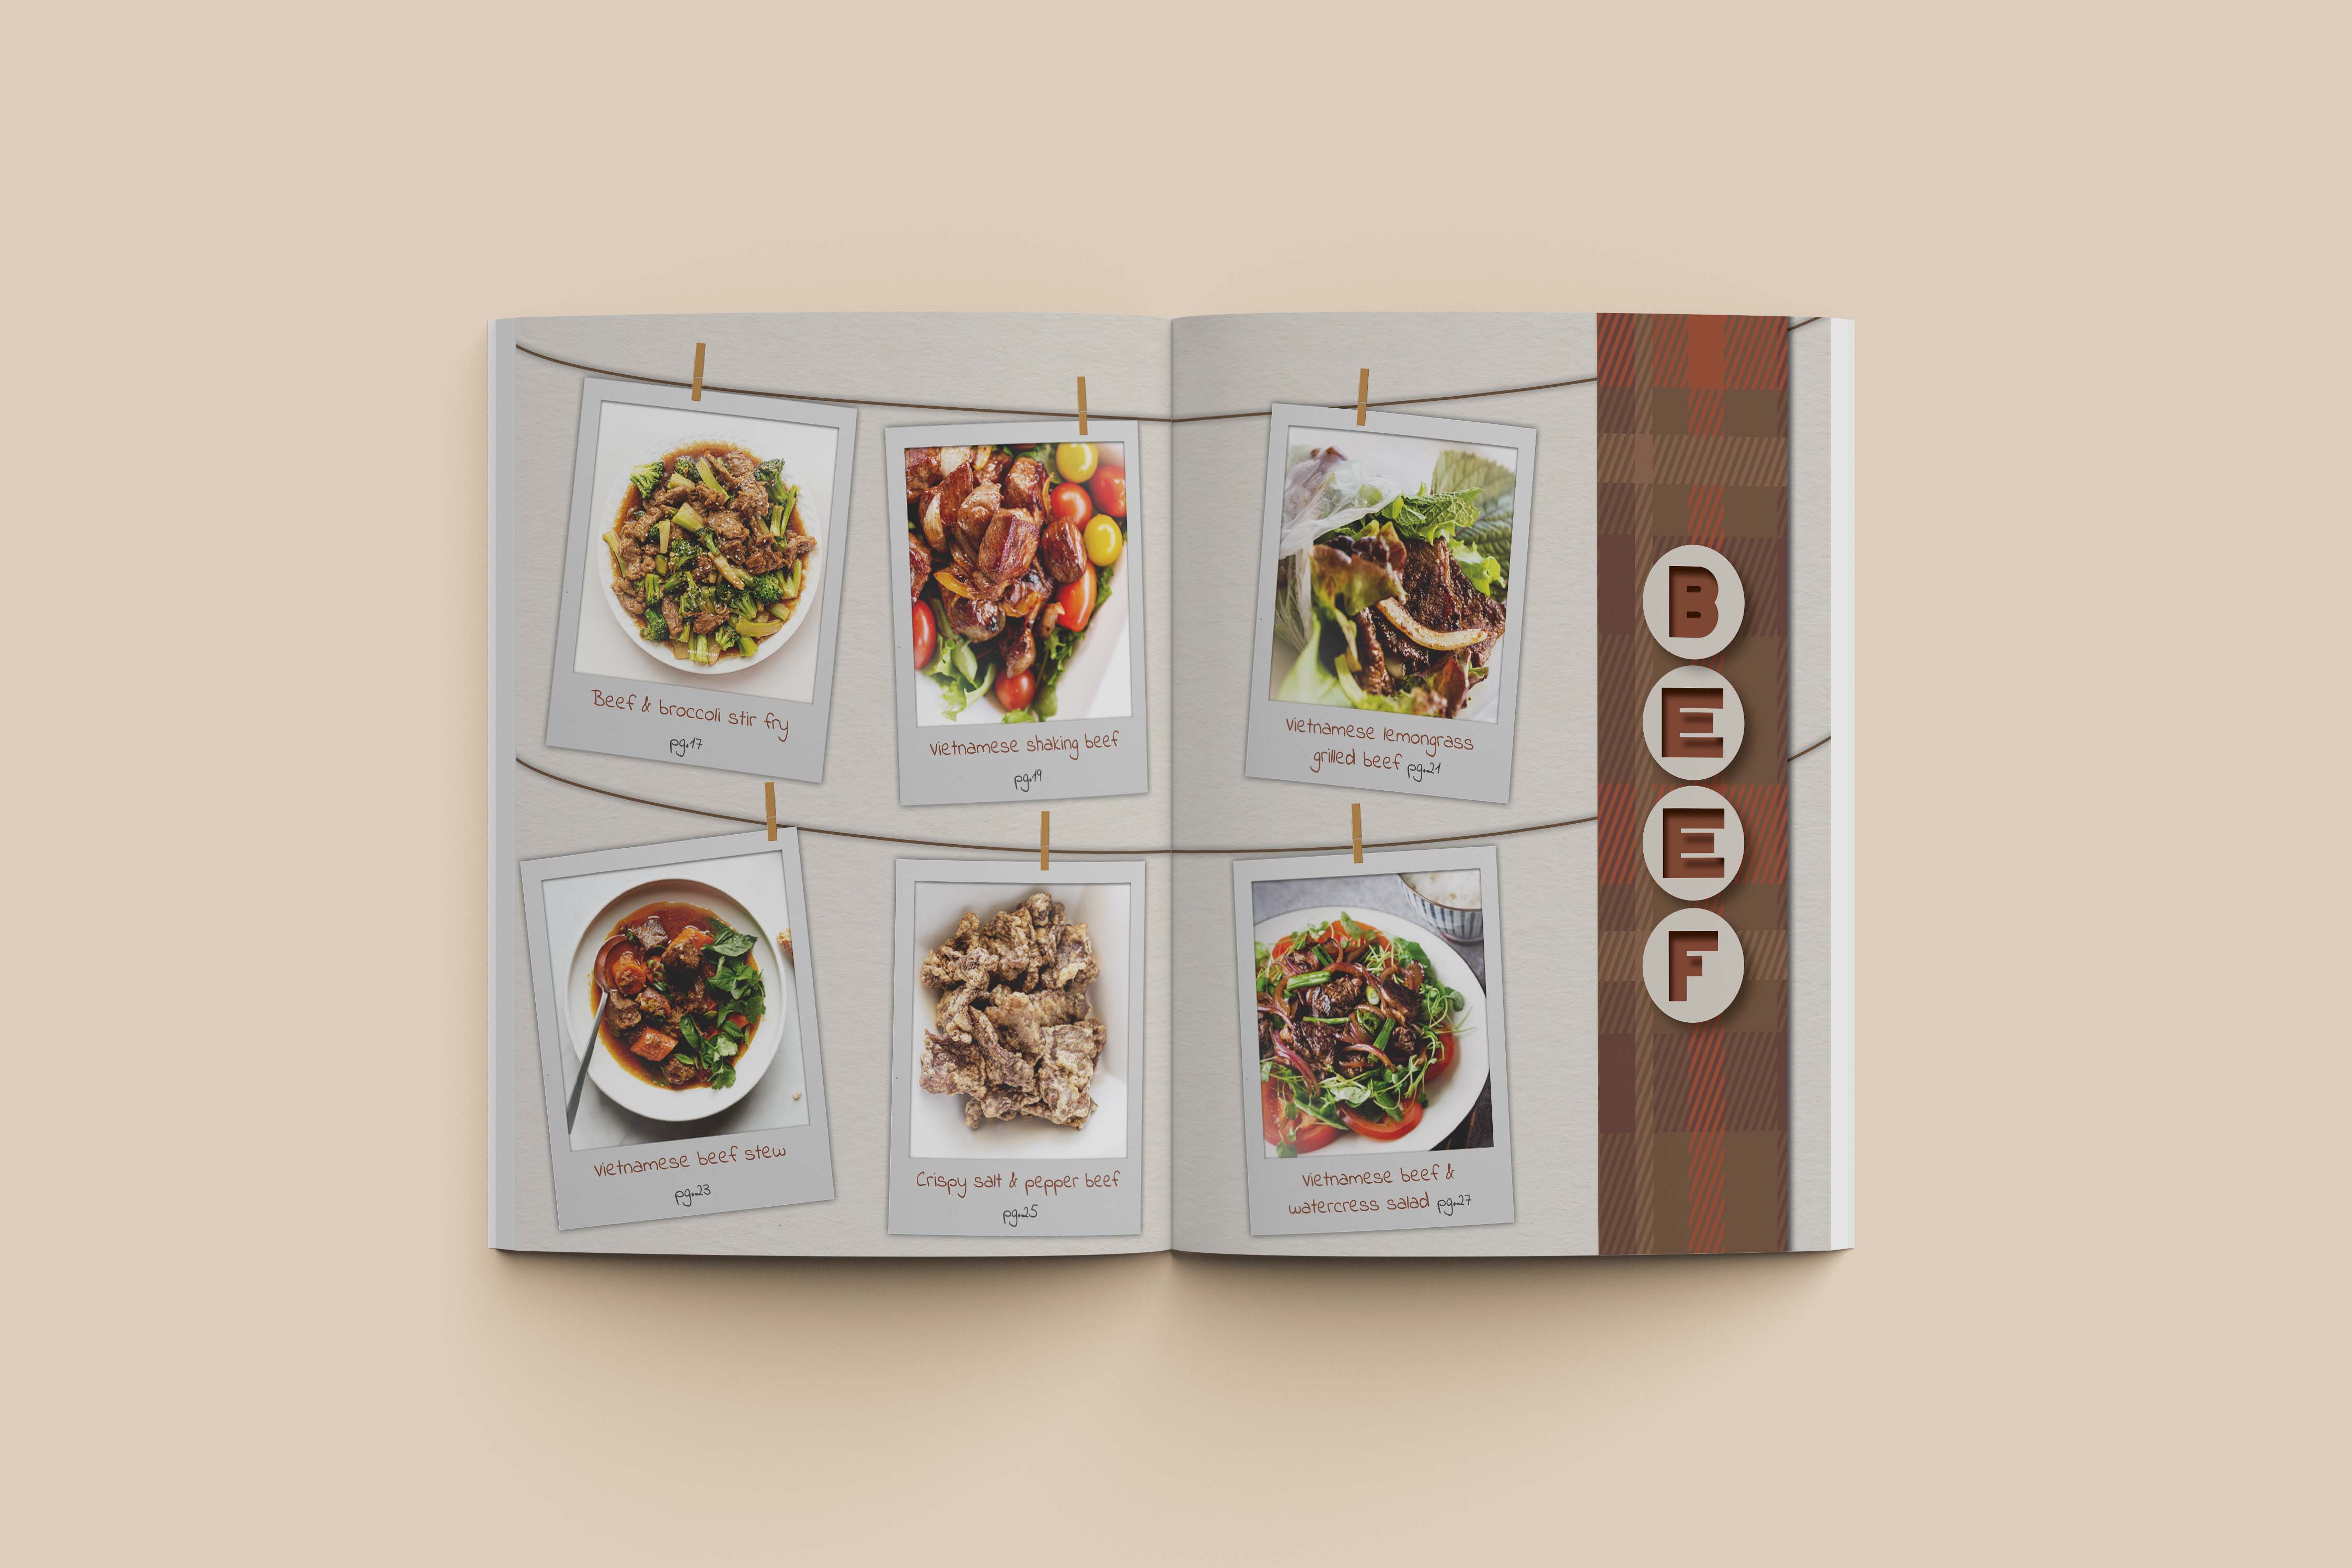 Beef & broccoli stir fry
pg.17
Vietnamese shaking beef
pg.19
Vietnamese lemongrass
grilled beef pg.21
Vietnamese beef stew
pg.23
Crispy salt & pepper beef
pg.25
Vietnamese beef &
watercress salad pg.27
BEEF